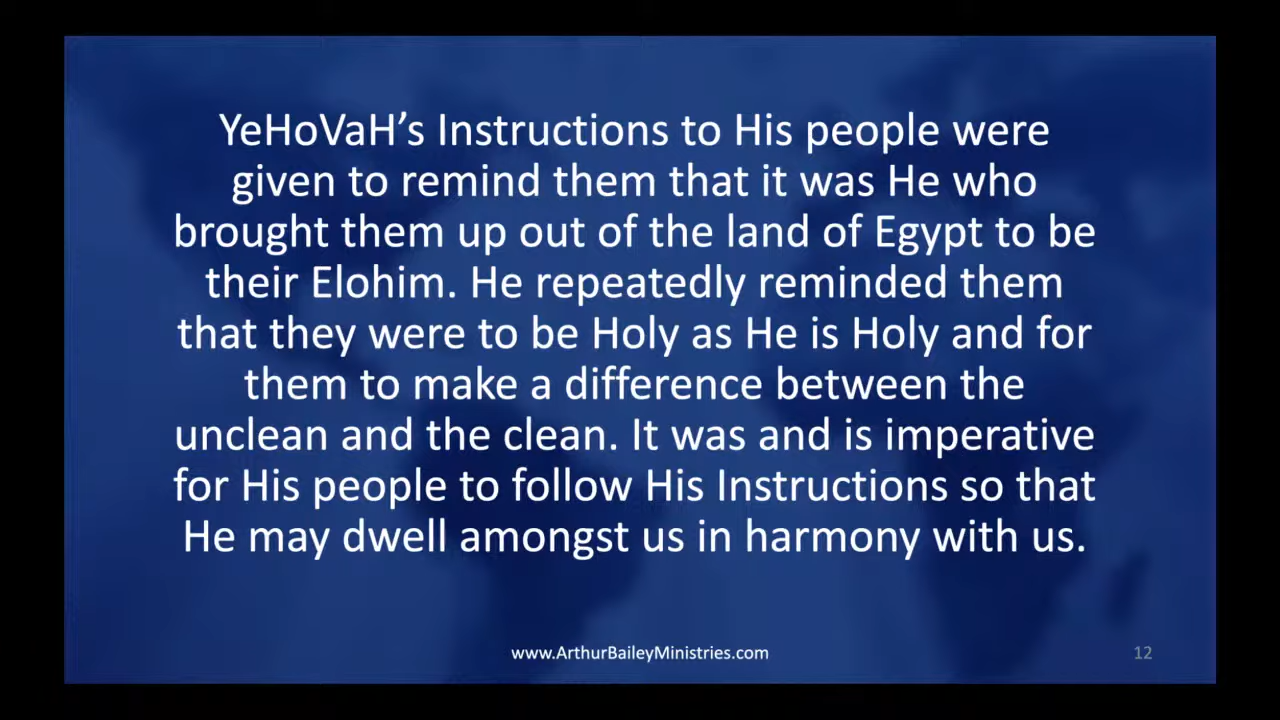 YeHoVaH’s Instructions to His people were
given to remind them that it was He who
brought them up out of the land of Egypt to be
their Elohim. He repeatedly reminded them
that they were to be Holy as He is Holy and for
them to make a difference between the
unclean and the clean. It was and is imperative
for His people to follow His Instructions so that
He may dwell amongst us in harmony with us.
www.ArthurBaileyMinistries.com
12